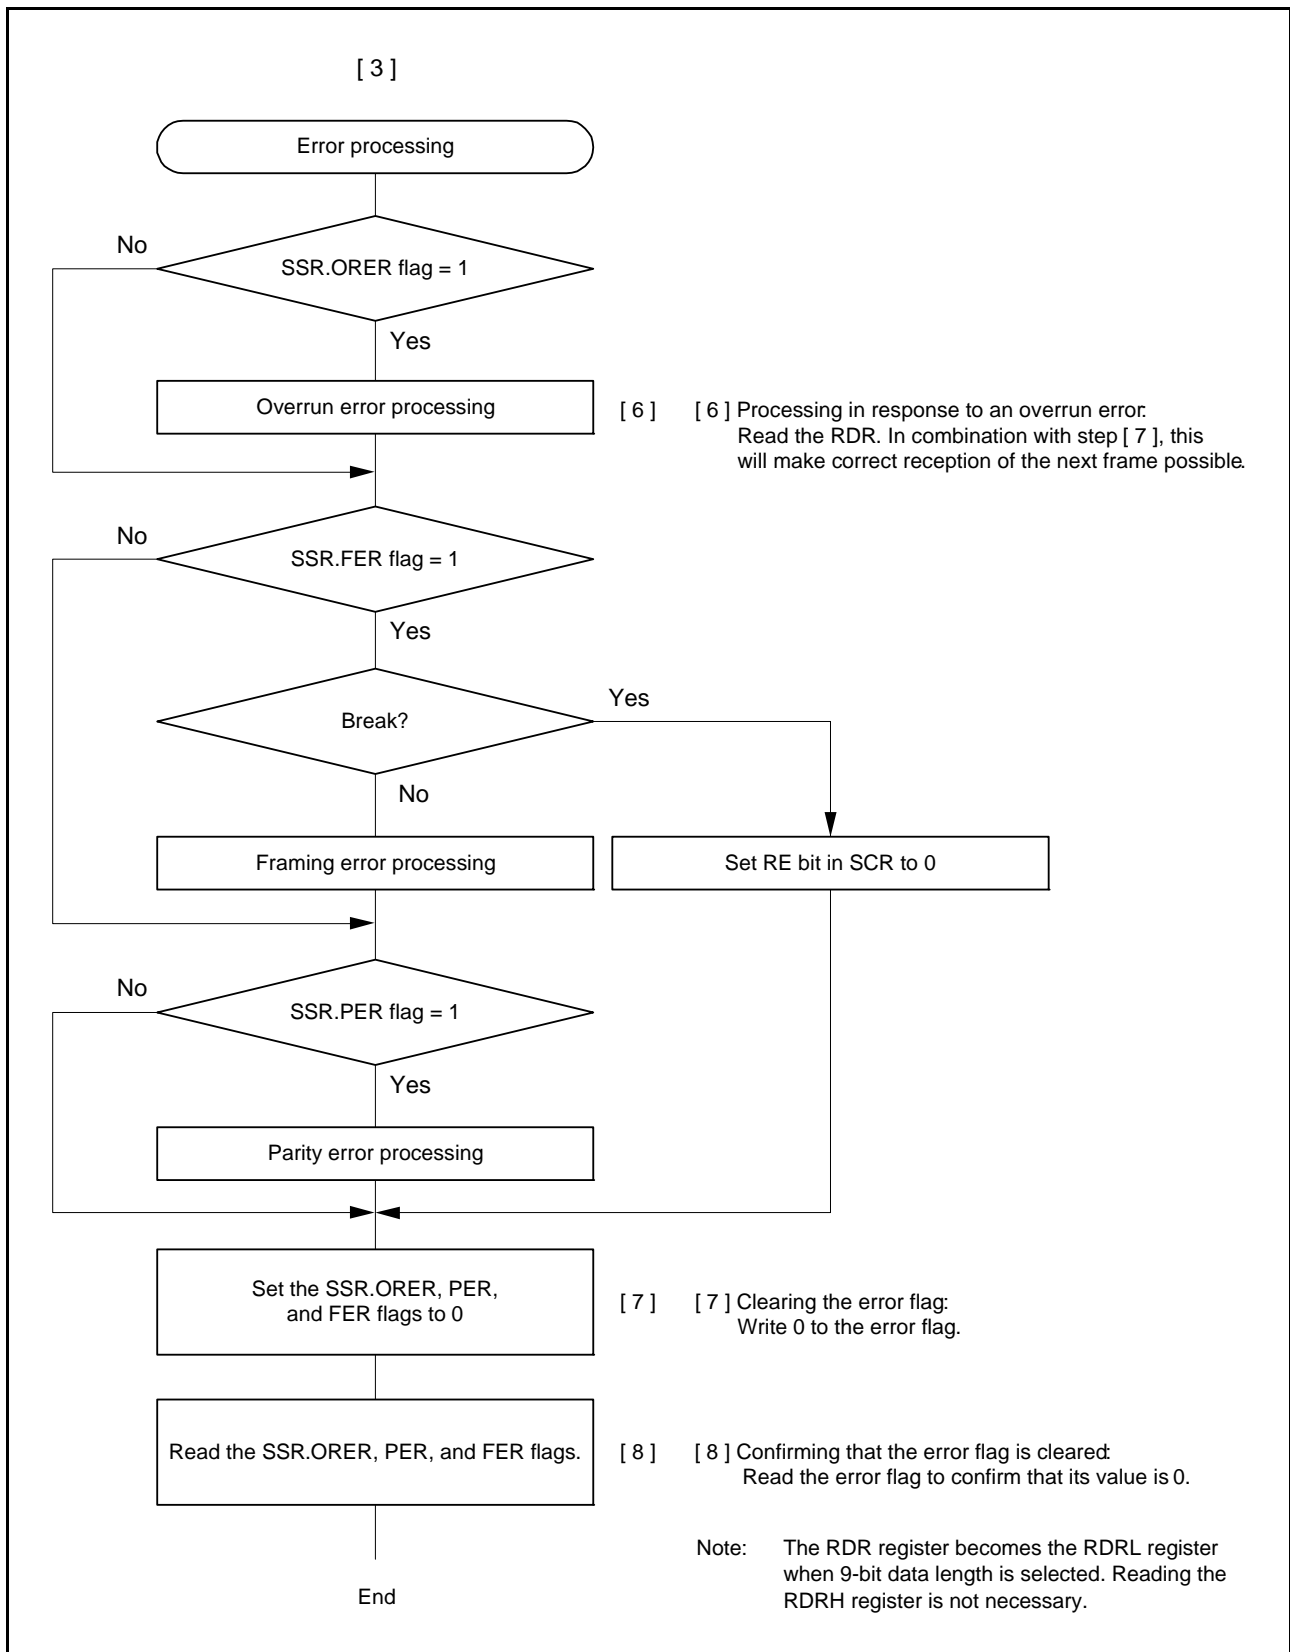 [ 3 ]
Error processing
No
SSR.ORER flag = 1
Yes
Overrun error processing
[ 6 ]
[ 6 ] Processing in response to an overrun error:
Read the RDR. In combination with step [ 7 ], this
will make correct reception of the next frame possible.
No
SSR.FER flag = 1
Yes
Break?
Yes
No
Framing error processing
Set RE bit in SCR to 0
No
SSR.PER flag = 1
Yes
Parity error processing
Set the SSR.ORER, PER,
and FER flags to 0
[ 7 ]
[ 7 ] Clearing the error flag:
Write 0 to the error flag.
Read the SSR.ORER, PER, and FER flags.
[ 8 ]
[ 8 ] Confirming that the error flag is cleared:
Read the error flag to confirm that its value is 0.
Note: The RDR register becomes the RDRL register
when 9-bit data length is selected. Reading the
RDRH register is not necessary.
End